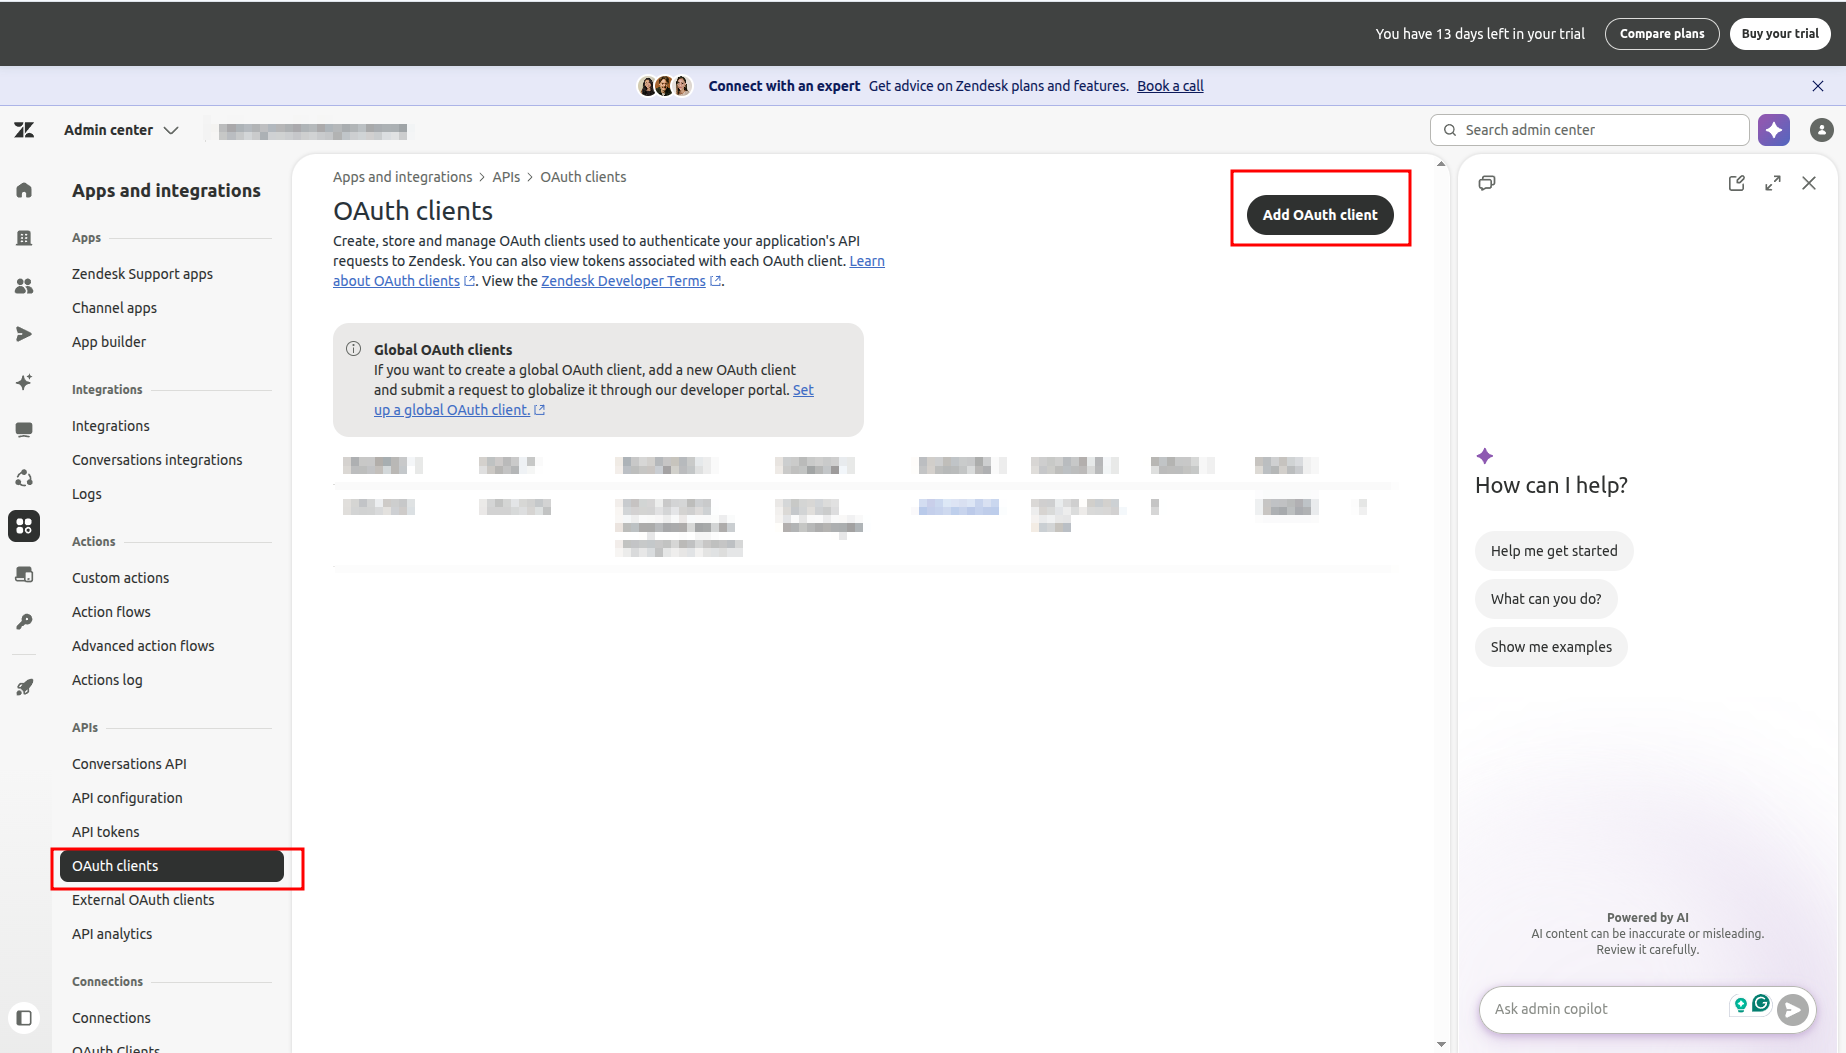 You have 13 days left in your trial
Compare plans
Buy your trial
Connect with an expert Get advice on Zendesk plans and features. Book a call
Admin center
Search admin center
Apps and integrations
Apps
Zendesk Support apps
Channel apps
App builder
Integrations
Integrations
Conversations integrations
Logs
Actions
Custom actions
Action flows
Advanced action flows
Actions log
APIs
Conversations API
API configuration
API tokens
OAuth clients
External OAuth clients
API analytics
Connections
Connections
OAuth Clients
Apps and integrations > APIs > OAuth clients
OAuth clients
Add OAuth client
Create, store and manage OAuth clients used to authenticate your application's API
requests to Zendesk. You can also view tokens associated with each OAuth client. Learn
about OAuth clients. View the Zendesk Developer Terms.
Global OAuth clients
If you want to create a global OAuth client, add a new OAuth client
and submit a request to globalize it through our developer portal. Set
up a global OAuth client.
How can I help?
Help me get started
What can you do?
Show me examples
Powered by AI
AI content can be inaccurate or misleading.
Review it carefully.
Ask admin copilot